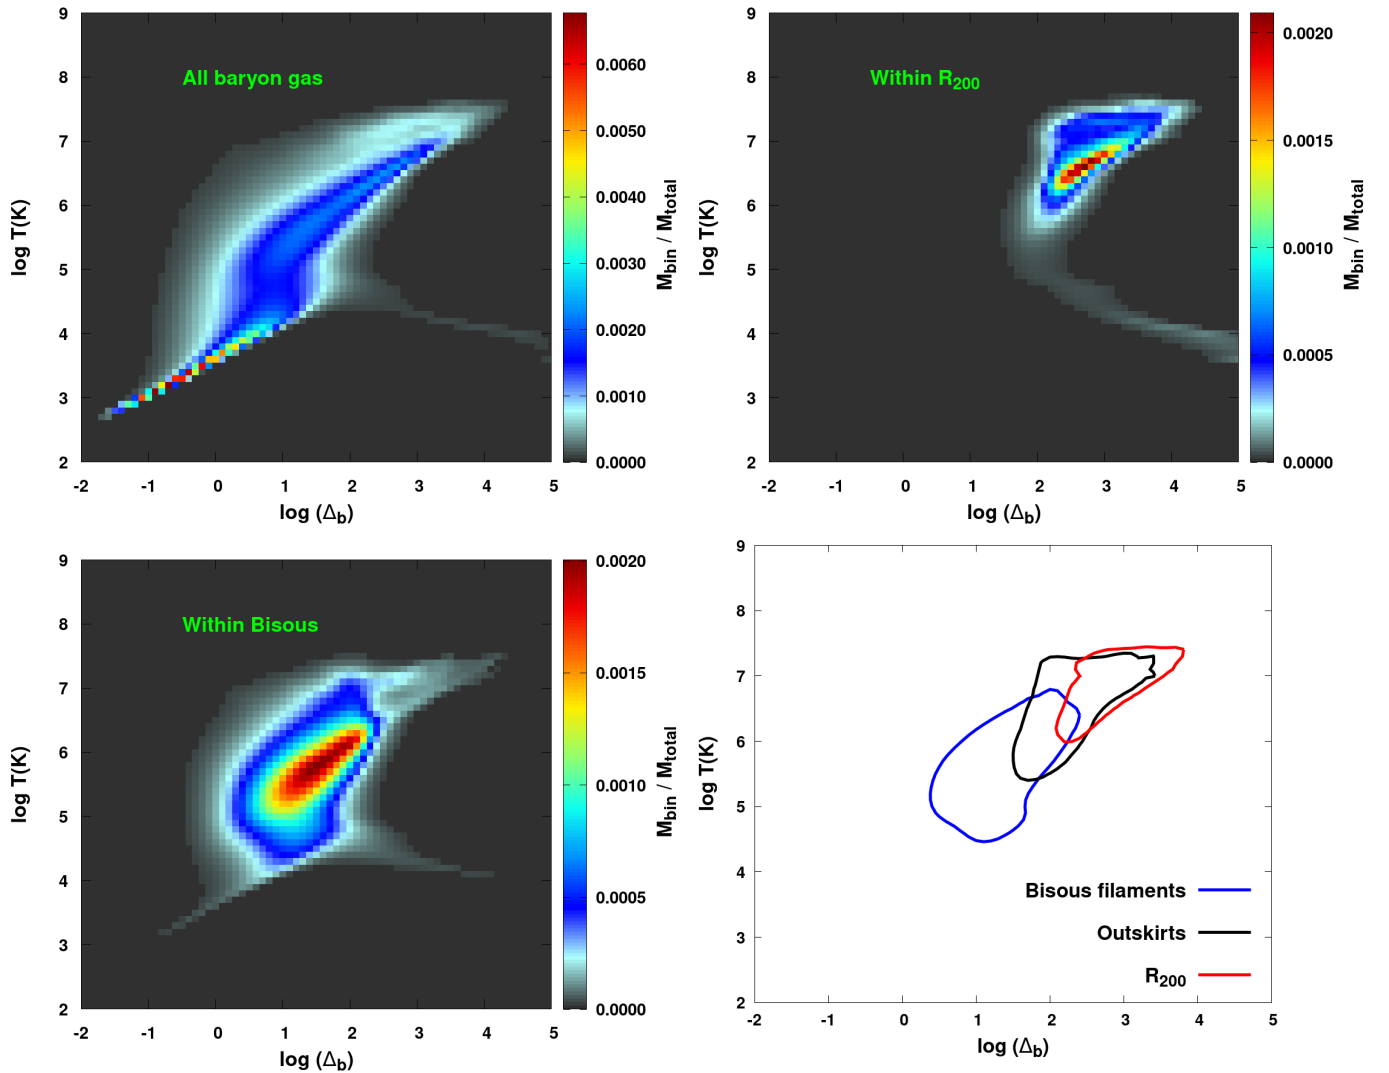 All baryon gas
log T(K)
9
8
7
6
5
4
3
2
-2 -1 0 1 2 3 4 5
log (Δb)
0.0060
0.0050
0.0040
0.0030
0.0020
0.0010
0.0000
Mbin / Mtotal
Within R200
log T(K)
9
8
7
6
5
4
3
2
-2 -1 0 1 2 3 4 5
log (Δb)
0.0020
0.0015
0.0010
0.0005
0.0000
Mbin / Mtotal
Within Bisous
log T(K)
9
8
7
6
5
4
3
2
-2 -1 0 1 2 3 4 5
log (Δb)
0.0020
0.0015
0.0010
0.0005
0.0000
Mbin / Mtotal
log T(K)
9
8
7
6
5
4
3
2
-2 -1 0 1 2 3 4 5
log (Δb)
Bisous filaments
Outskirts
R200